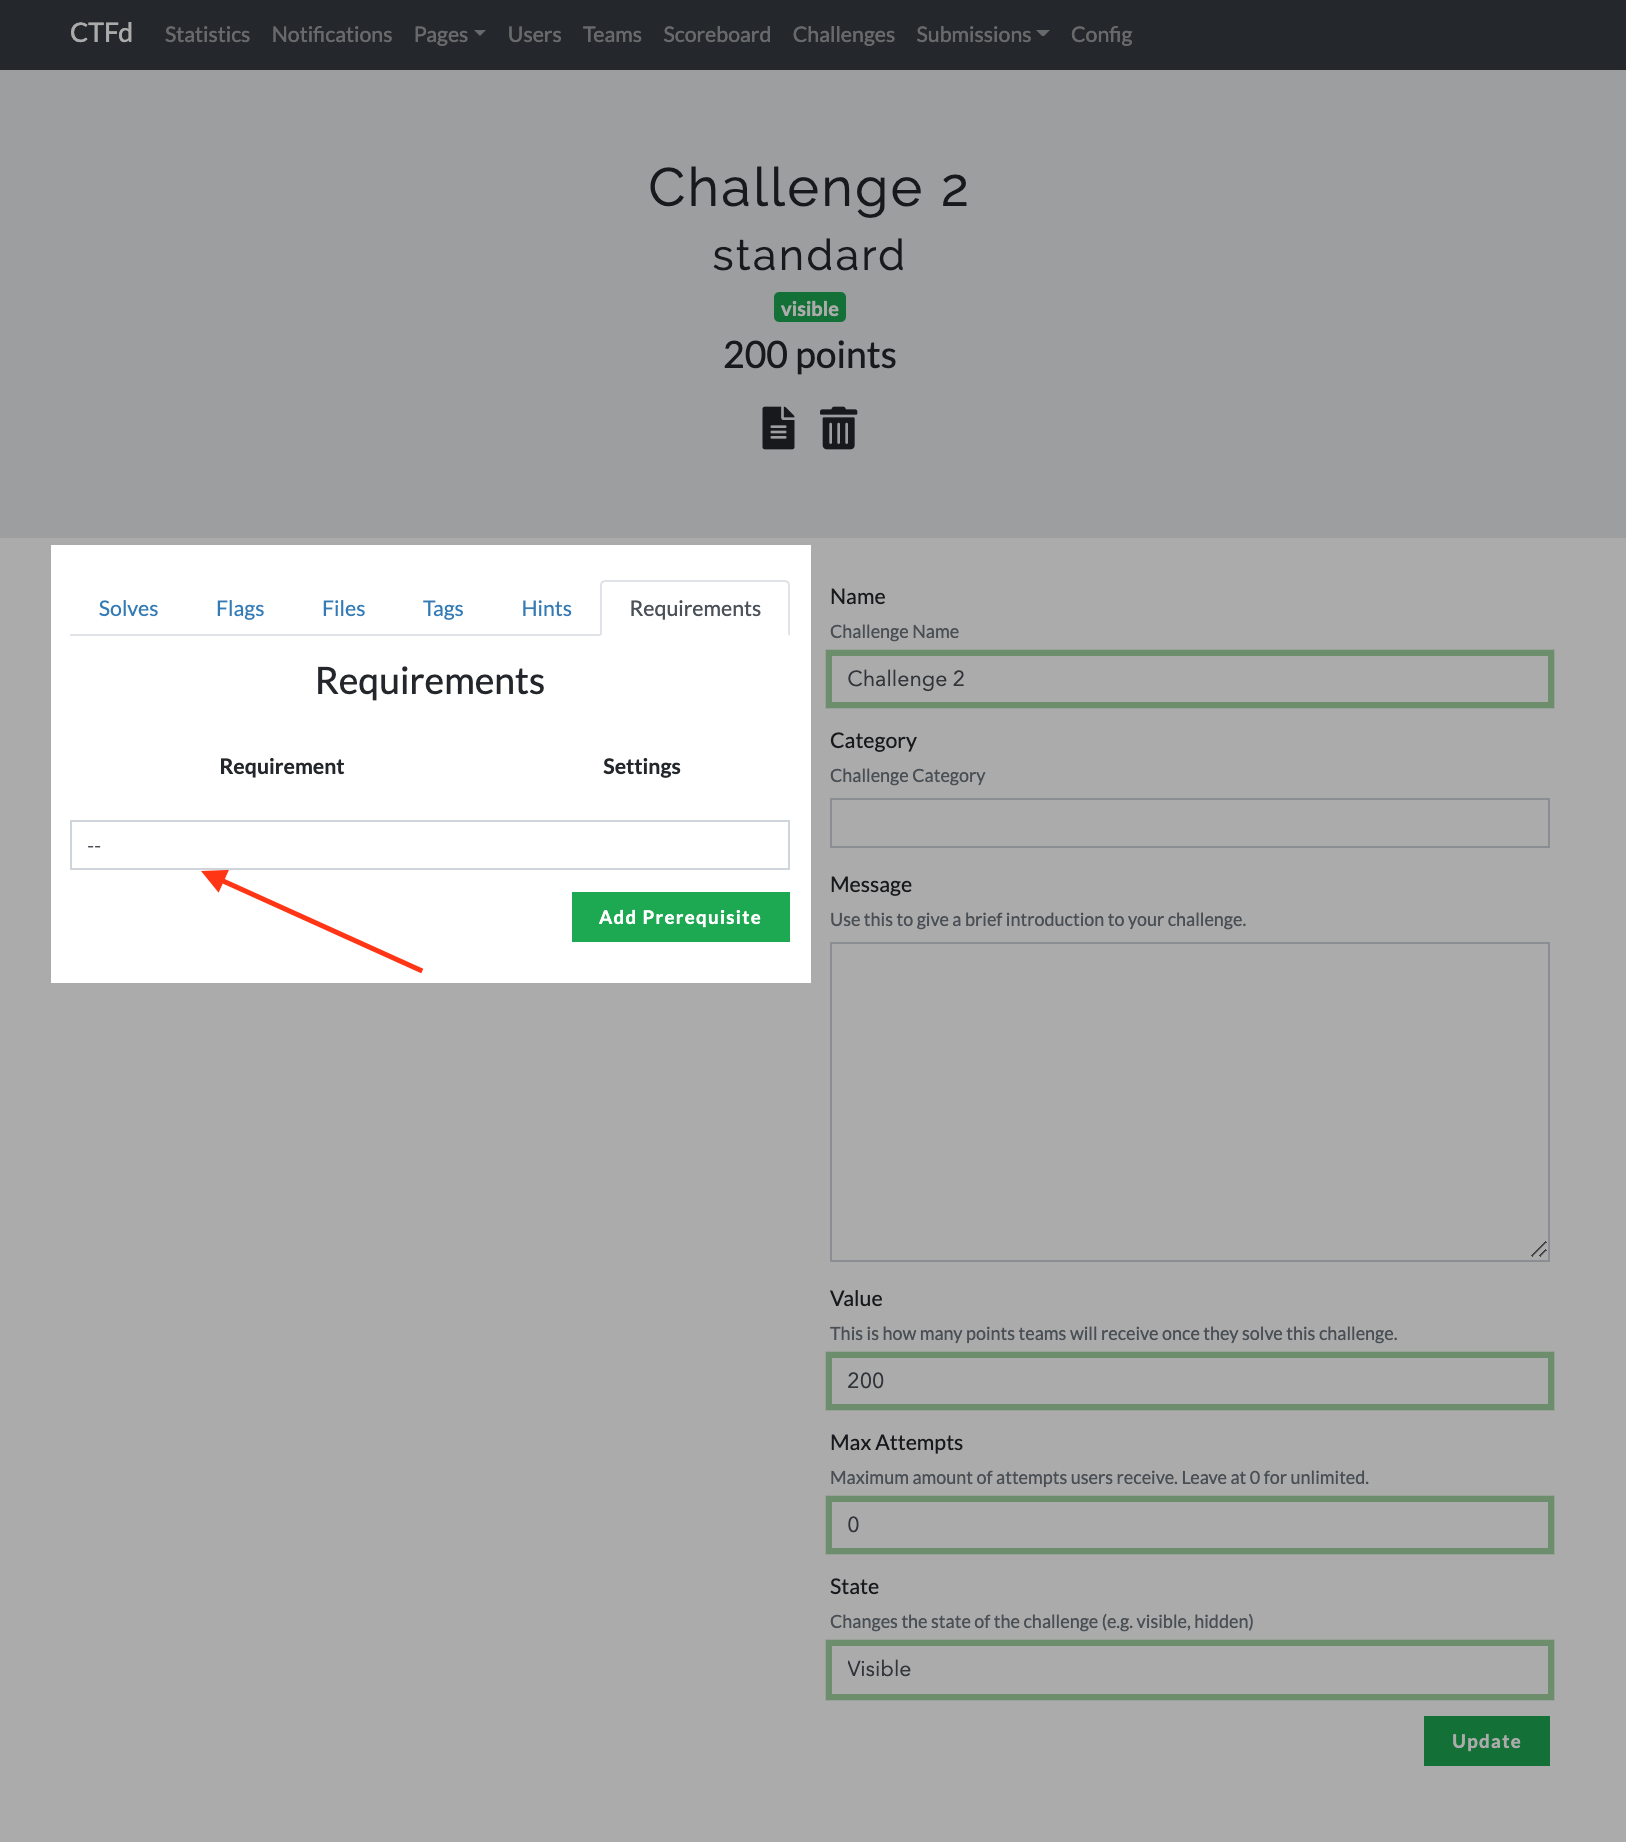 CTFd Statistics Notifications Pages Users Teams Scoreboard Challenges Submissions Config
Challenge 2
standard
visible
200 points
Solves Flags Files Tags Hints Requirements
Requirements
Requirement Settings
--
Add Prerequisite
Name
Challenge Name
Challenge 2
Category
Challenge Category
Message
Use this to give a brief introduction to your challenge.
Value
This is how many points teams will receive once they solve this challenge.
200
Max Attempts
Maximum amount of attempts users receive. Leave at 0 for unlimited.
0
State
Changes the state of the challenge (e.g. visible, hidden)
Visible
Update